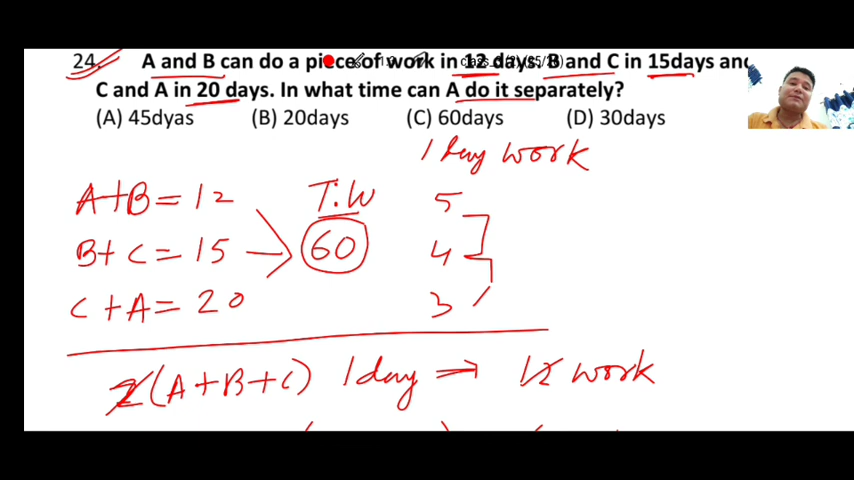 24. A and B can do a piece of work in 12 days. B and C in 15days and
C and A in 20 days. In what time can A do it separately?
(A) 45dyas (B) 20days (C) 60days (D) 30days
1 day work
A+B=12 T.W 5
B+C=15 60 4
C+A=20 3
2(A+B+C) 1day → 12 work